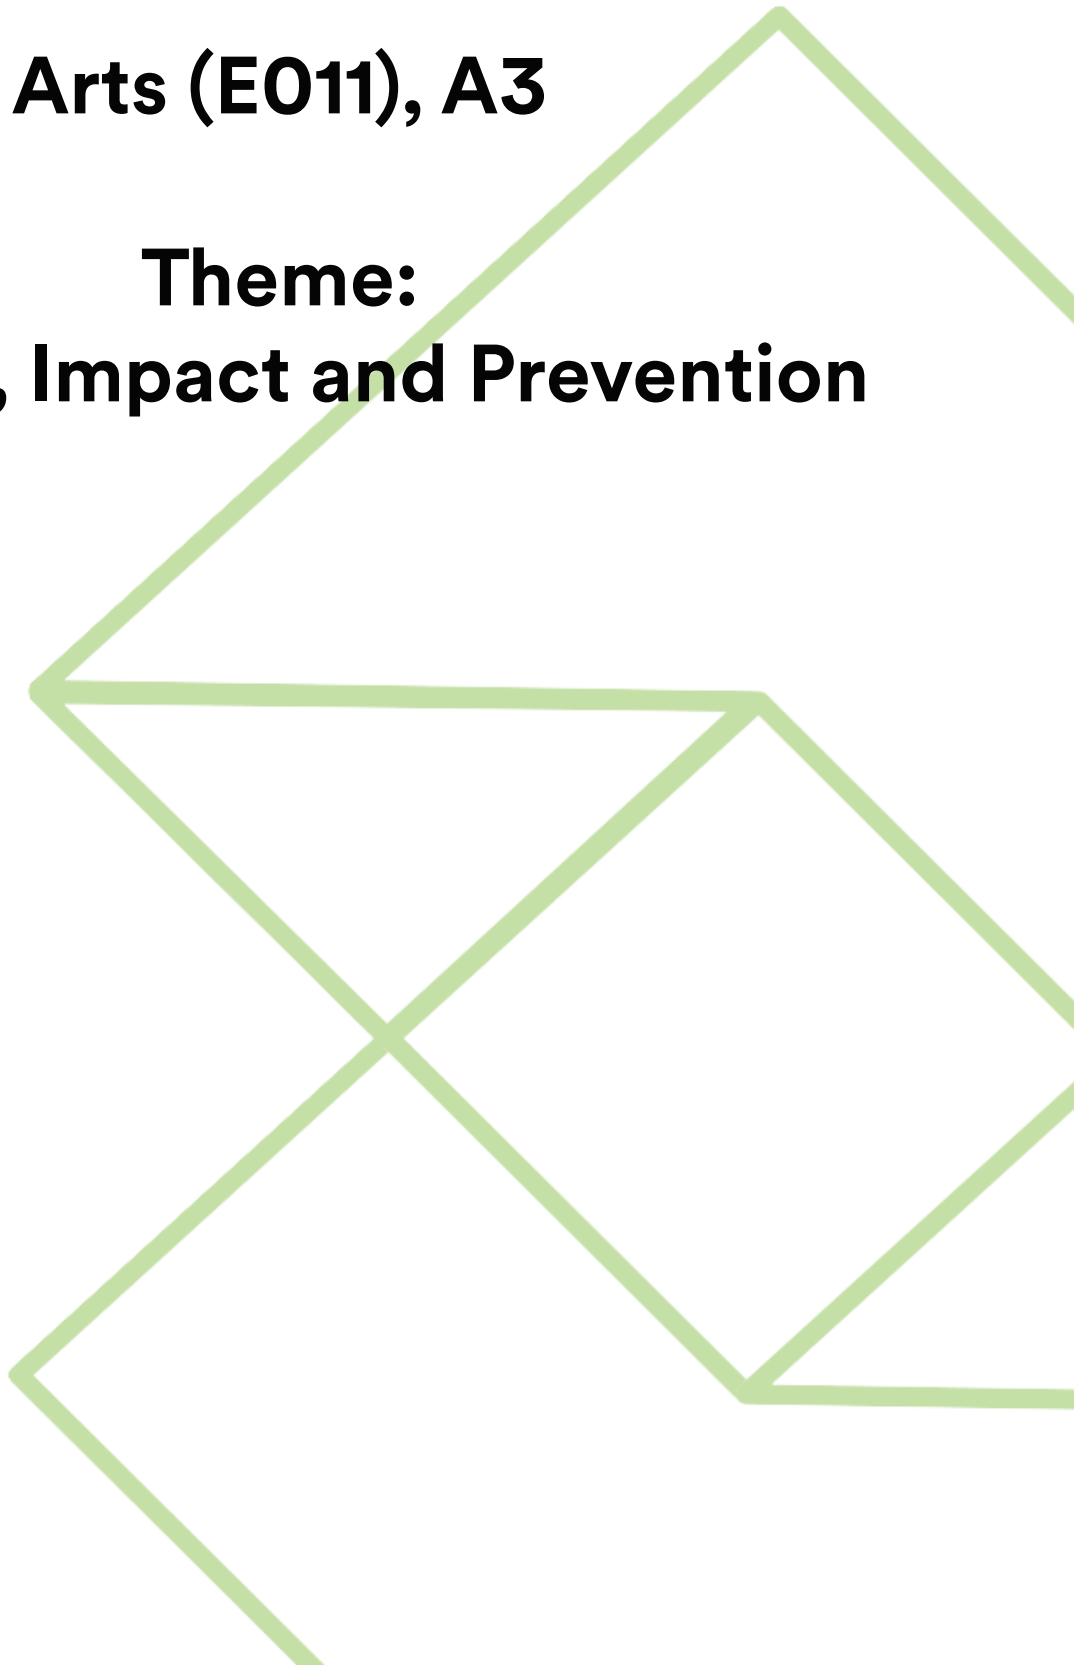 Arts (E011), A3
Theme:
, Impact and Prevention